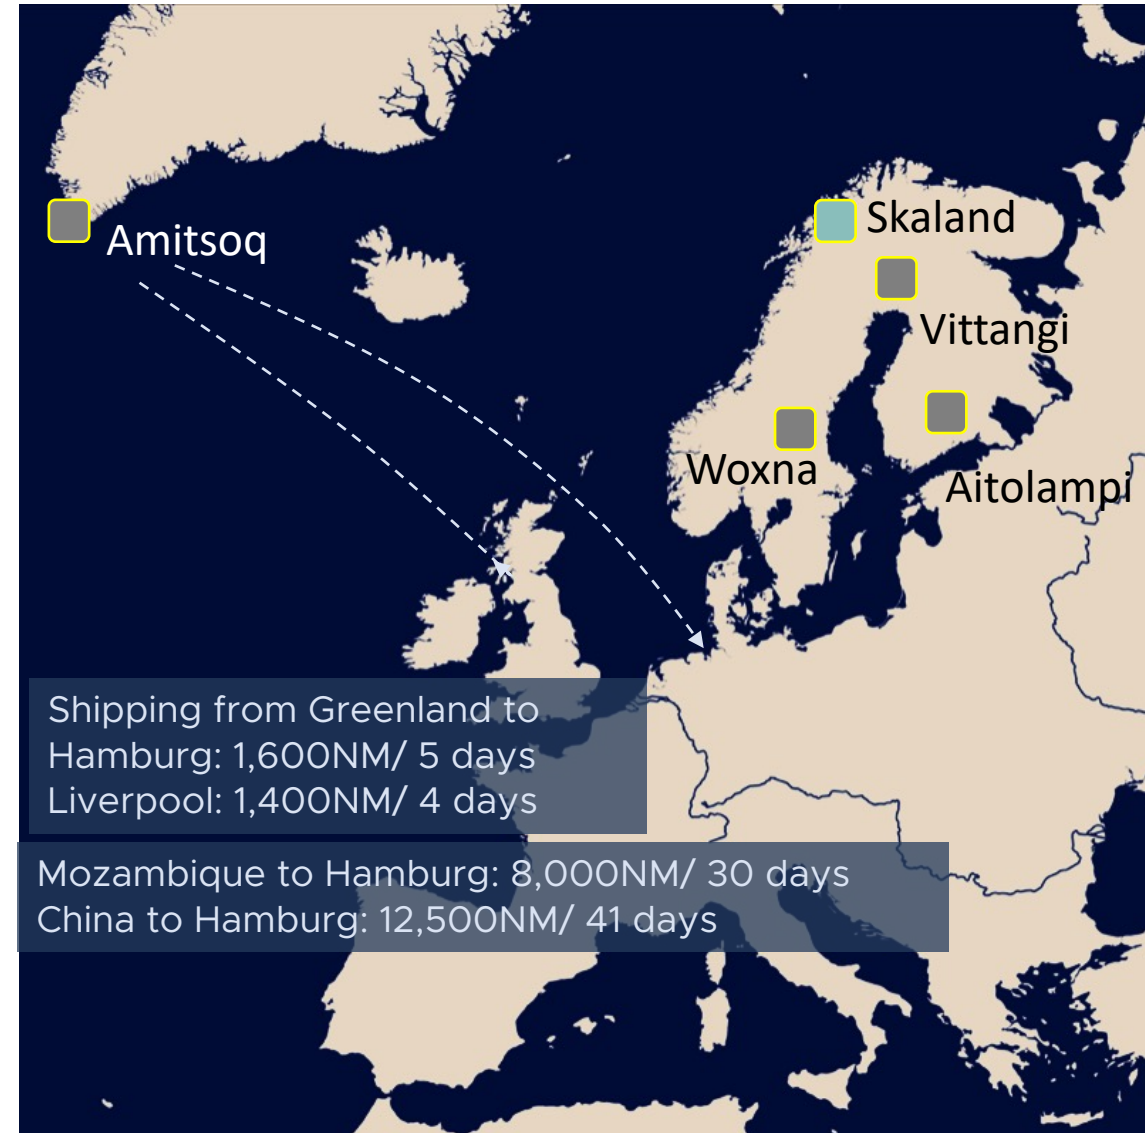 Amitsoq
Skaland
Vittangi
Woxna
Aitolampi
Shipping from Greenland to
Hamburg: 1,600NM/ 5 days
Liverpool: 1,400NM/ 4 days
Mozambique to Hamburg: 8,000NM/ 30 days
China to Hamburg: 12,500NM/ 41 days